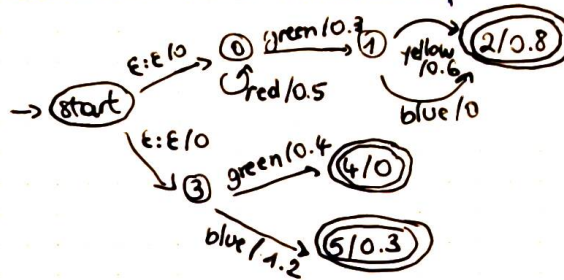 ε:ε/0
0
green/0.3
1
2/0.8
yellow
/0.6
red/0.5
blue/0
start
ε:ε/0
3
green/0.4
4/0
blue/1.2
5/0.3